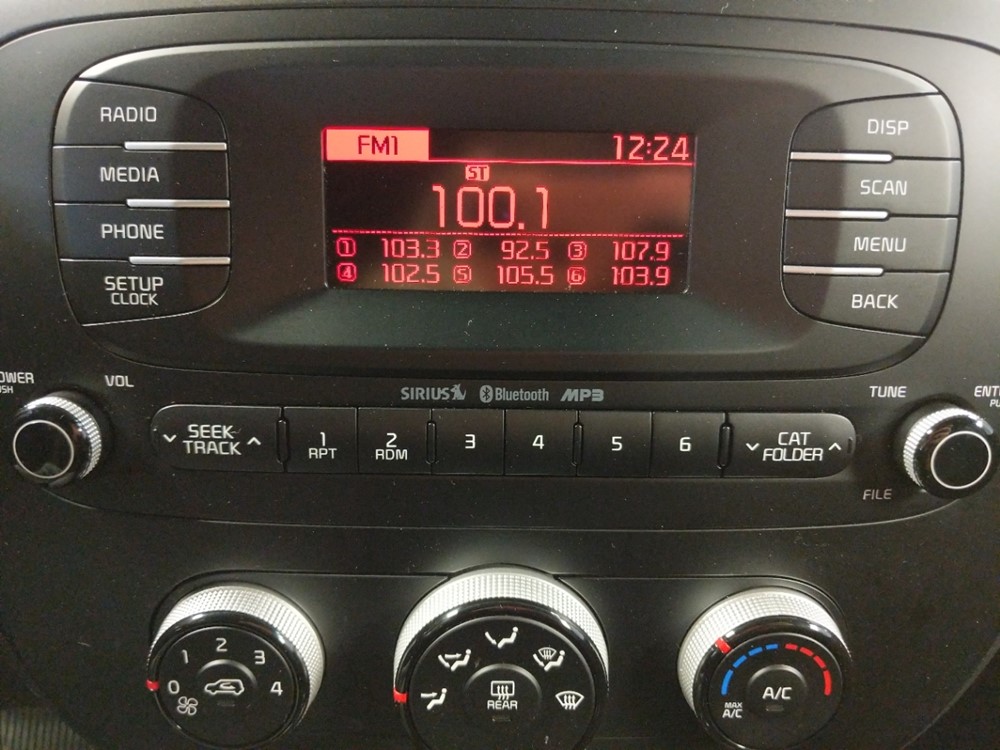 RADIO
MEDIA
PHONE
SETUP
CLOCK
FM1 12:24
ST
100.1
1 103.3 2 92.5 3 107.9
4 102.5 5 105.5 6 103.9
DISP
SCAN
MENU
BACK
VOL
SIRIUS Bluetooth MP3
TUNE
SEEK
TRACK
1
RPT
2
RDM
3
4
5
6
CAT
FOLDER
FILE
0 1 2 3 4
REAR
A/C
MAX
A/C